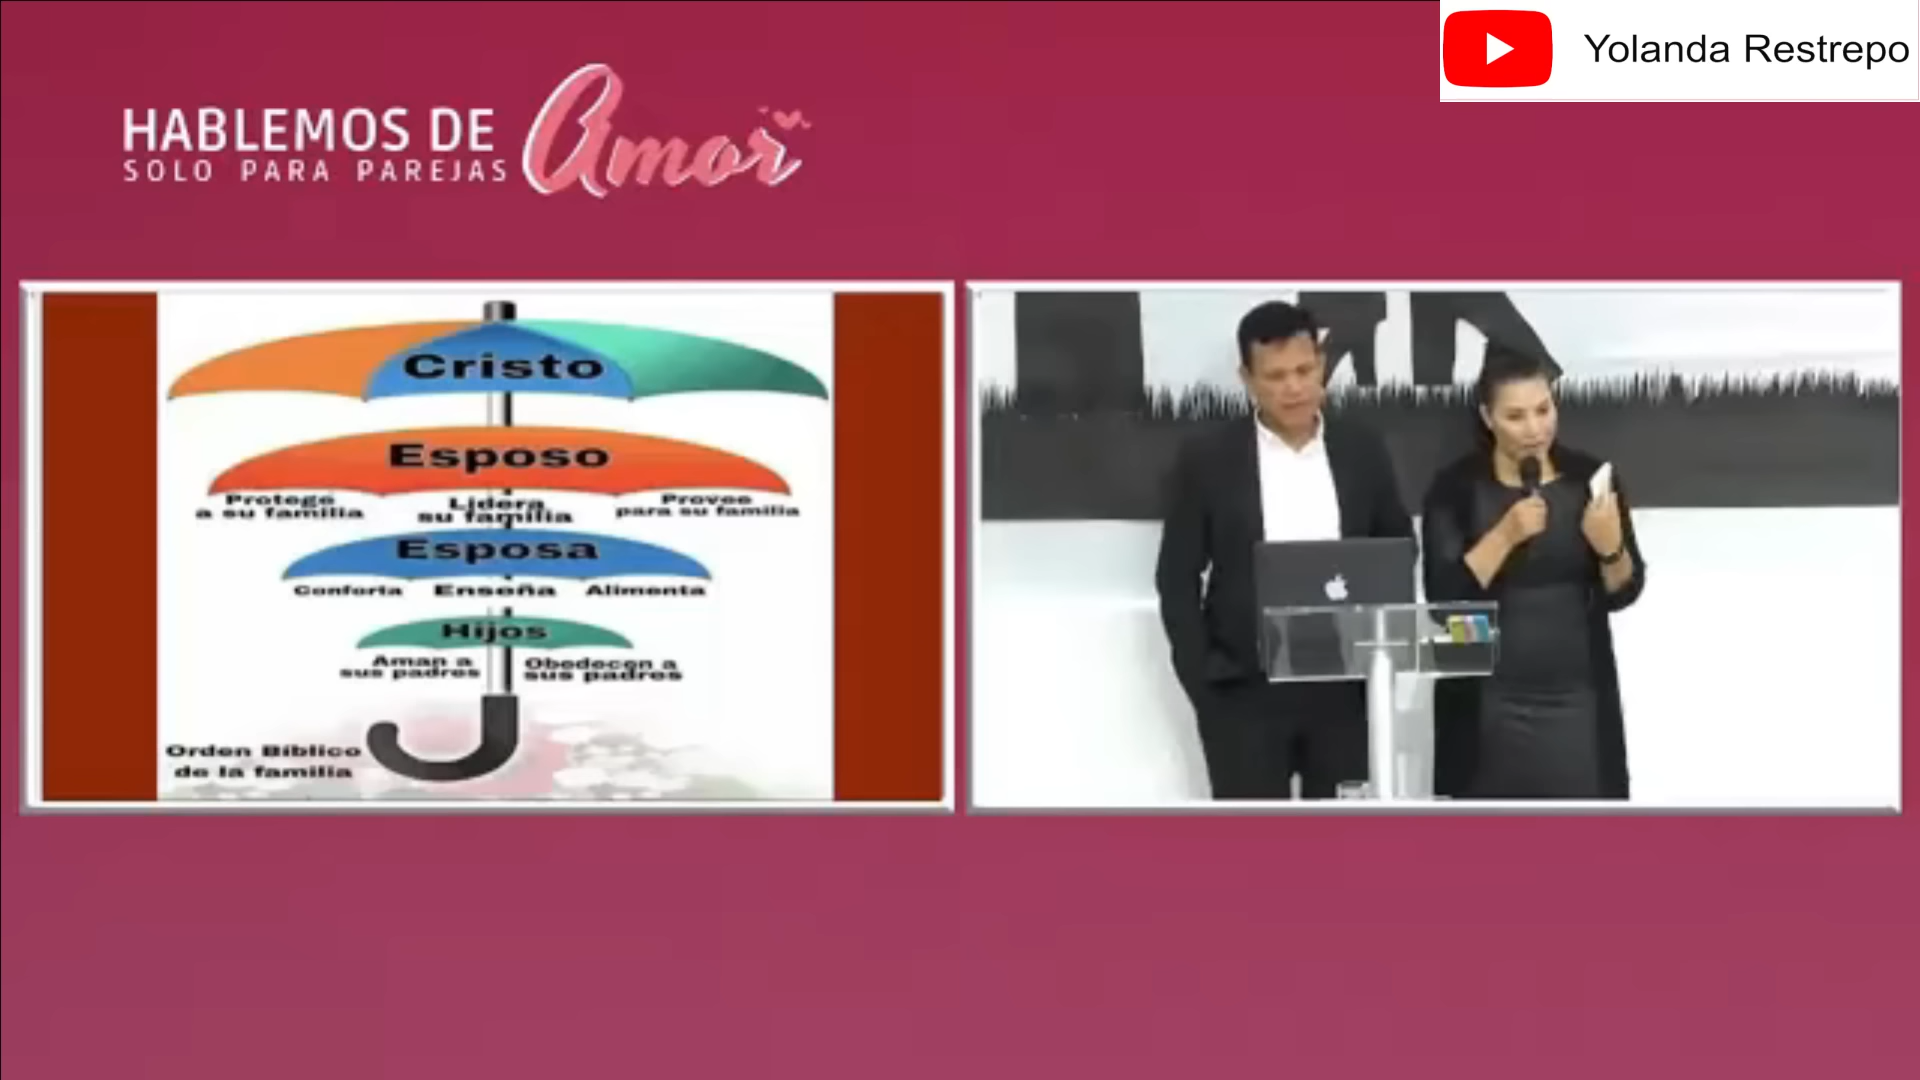 Yolanda Restrepo
HABLEMOS DE Amor
SOLO PARA PAREJAS
Cristo
Esposo
Protege
a su familia
Lidera
su familia
Provee
para su familia
Esposa
Conforta Enseña Alimenta
Hijos
Aman a
sus padres
Obedecen a
sus padres
Orden Bíblico
de la familia